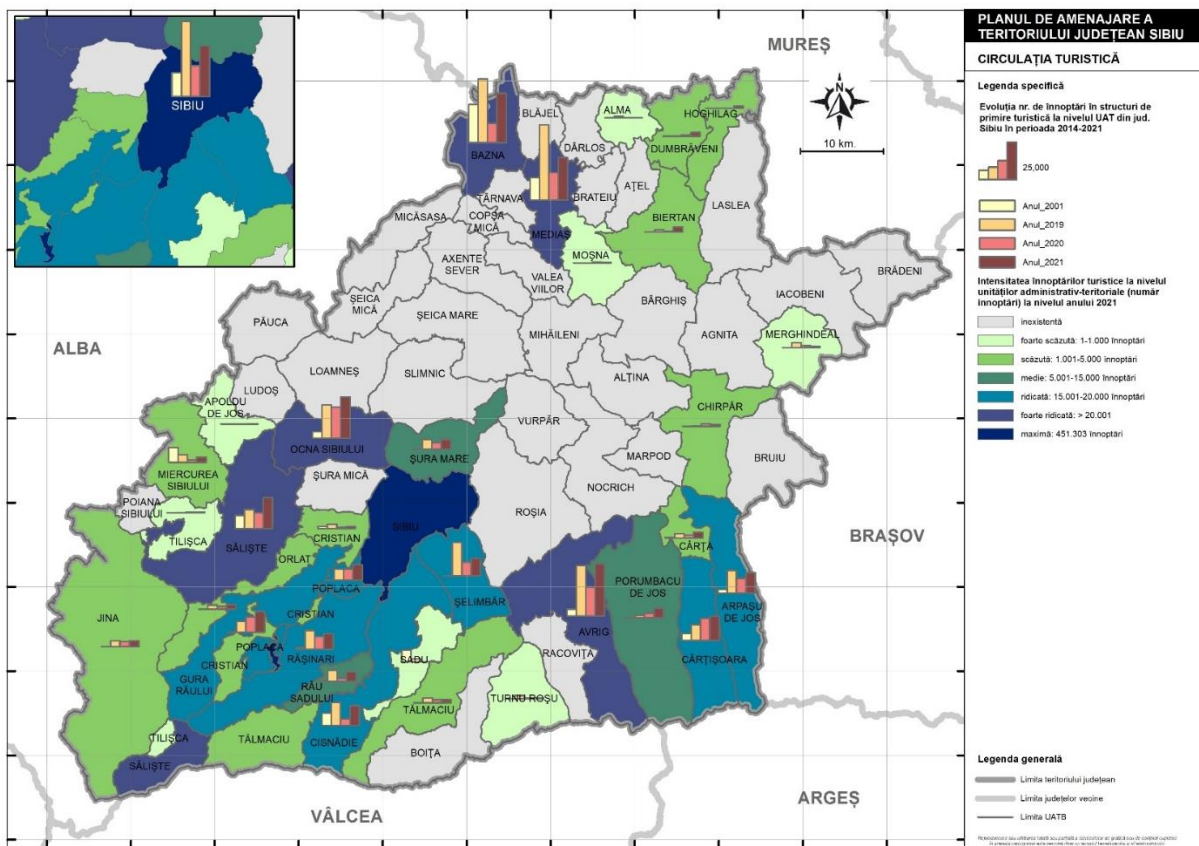 PLANUL DE AMENAJARE A
TERITORIULUI JUDEȚEAN SIBIU
CIRCULAȚIA TURISTICĂ
Legenda specifică
Evoluția nr. de înnoptări în structuri de
primire turistică la nivelul UAT din jud.
Sibiu în perioada 2014-2021
25,000
Anul_2001
Anul_2019
Anul_2020
Anul_2021
Intensitatea înnoptărilor turistice la nivelul
unităților administrativ-teritoriale (număr
înnoptări) la nivelul anului 2021
inexistentă
foarte scăzută: 1-1.000 înnoptări
scăzută: 1.001-5.000 înnoptări
medie: 5.001-15.000 înnoptări
ridicată: 15.001-20.000 înnoptări
foarte ridicată: > 20.001
maximă: 451.303 înnoptări
Legenda generală
Limita teritoriului județean
Limita județelor vecine
Limita UATB
SIBIU
MUREȘ
N
10 km.
BLĂJEL
ALMA
HOGHILAG
BAZNA
DÂRLOS
DUMBRĂVENI
TÂRNAVA
BRATEIU
AȚEL
LASLEA
MICĂSASA
COPȘA
MICĂ
BIERTAN
MEDIAȘ
MOȘNA
AXENTE
SEVER
VALEA
VIILOR
BRĂDENI
IACOBENI
BÂRGHIȘ
ȘEICA
MICĂ
ȘEICA MARE
PĂUCA
MIHĂILENI
AGNITA
MERGHINDEAL
ALBA
LOAMNEȘ
SLIMNIC
ALȚINA
LUDOȘ
APOLDU
DE JOS
CHIRPĂR
VURPĂR
OCNA SIBIULUI
ȘURA MARE
MARPOD
BRUIU
MIERCUREA
SIBIULUI
ȘURA MICĂ
NOCRICH
POIANA
SIBIULUI
ROȘIA
SIBIU
BRAȘOV
TILIȘCA
SĂLIȘTE
CRISTIAN
CÂRȚA
ORLAT
POPLACA
PORUMBACU
DE JOS
ȘELIMBĂR
ARPAȘU
DE JOS
JINA
CRISTIAN
AVRIG
POPLACA
RĂȘINARI
RACOVIȚA
CÂRȚIȘOARA
SADU
CRISTIAN
GURA
RÂULUI
RÂU
SADULUI
TURNU ROȘU
TĂLMACIU
TILIȘCA
TĂLMACIU
CISNĂDIE
BOIȚA
SĂLIȘTE
VÂLCEA
ARGEȘ